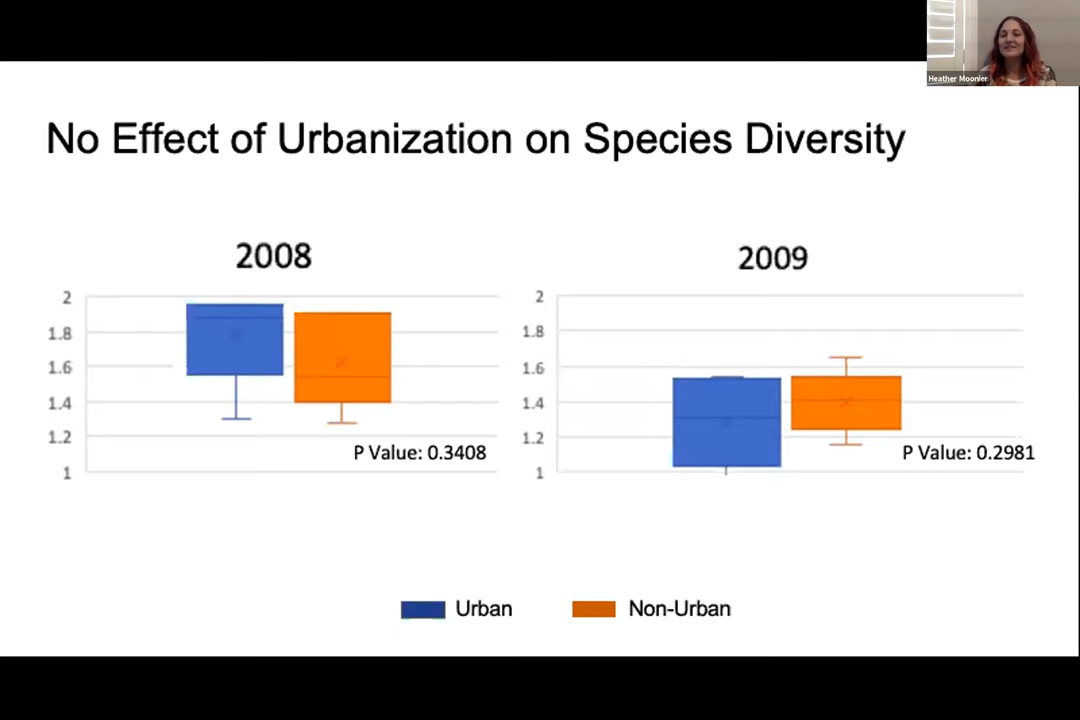 Heather Moonier
No Effect of Urbanization on Species Diversity
2008
2
1.8
1.6
1.4
1.2
1
P Value: 0.3408
2009
2
1.8
1.6
1.4
1.2
1
P Value: 0.2981
Urban
Non-Urban